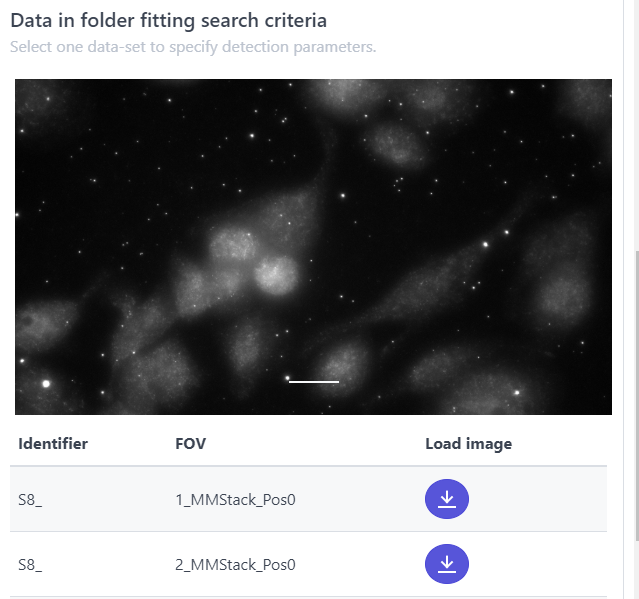 Data in folder fitting search criteria
Select one data-set to specify detection parameters.
Identifier FOV Load image
S8_ 1_MMStack_Pos0
S8_ 2_MMStack_Pos0